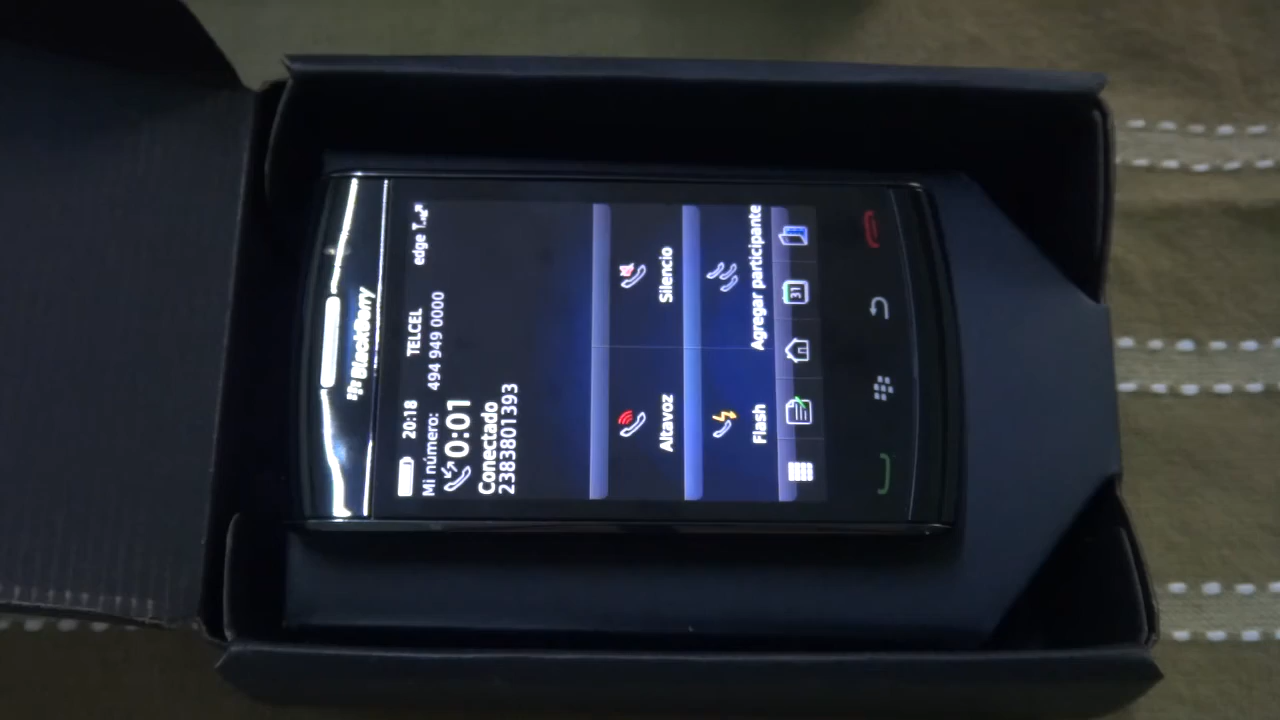 BlackBerry
20:18 TELCEL edge
Mi número: 494 949 0000
0:01
Conectado
2383801393
Altavoz Silencio
Flash Agregar participante
31